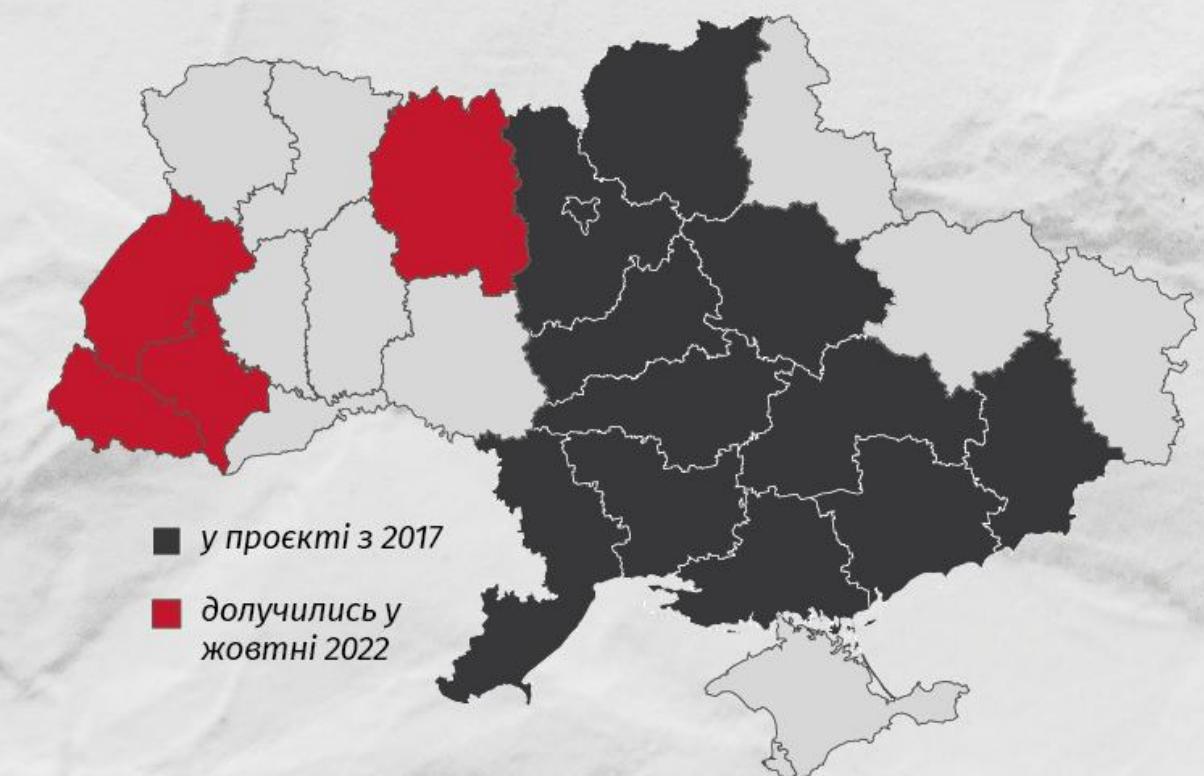 у проєкті з 2017
долучились у
жовтні 2022